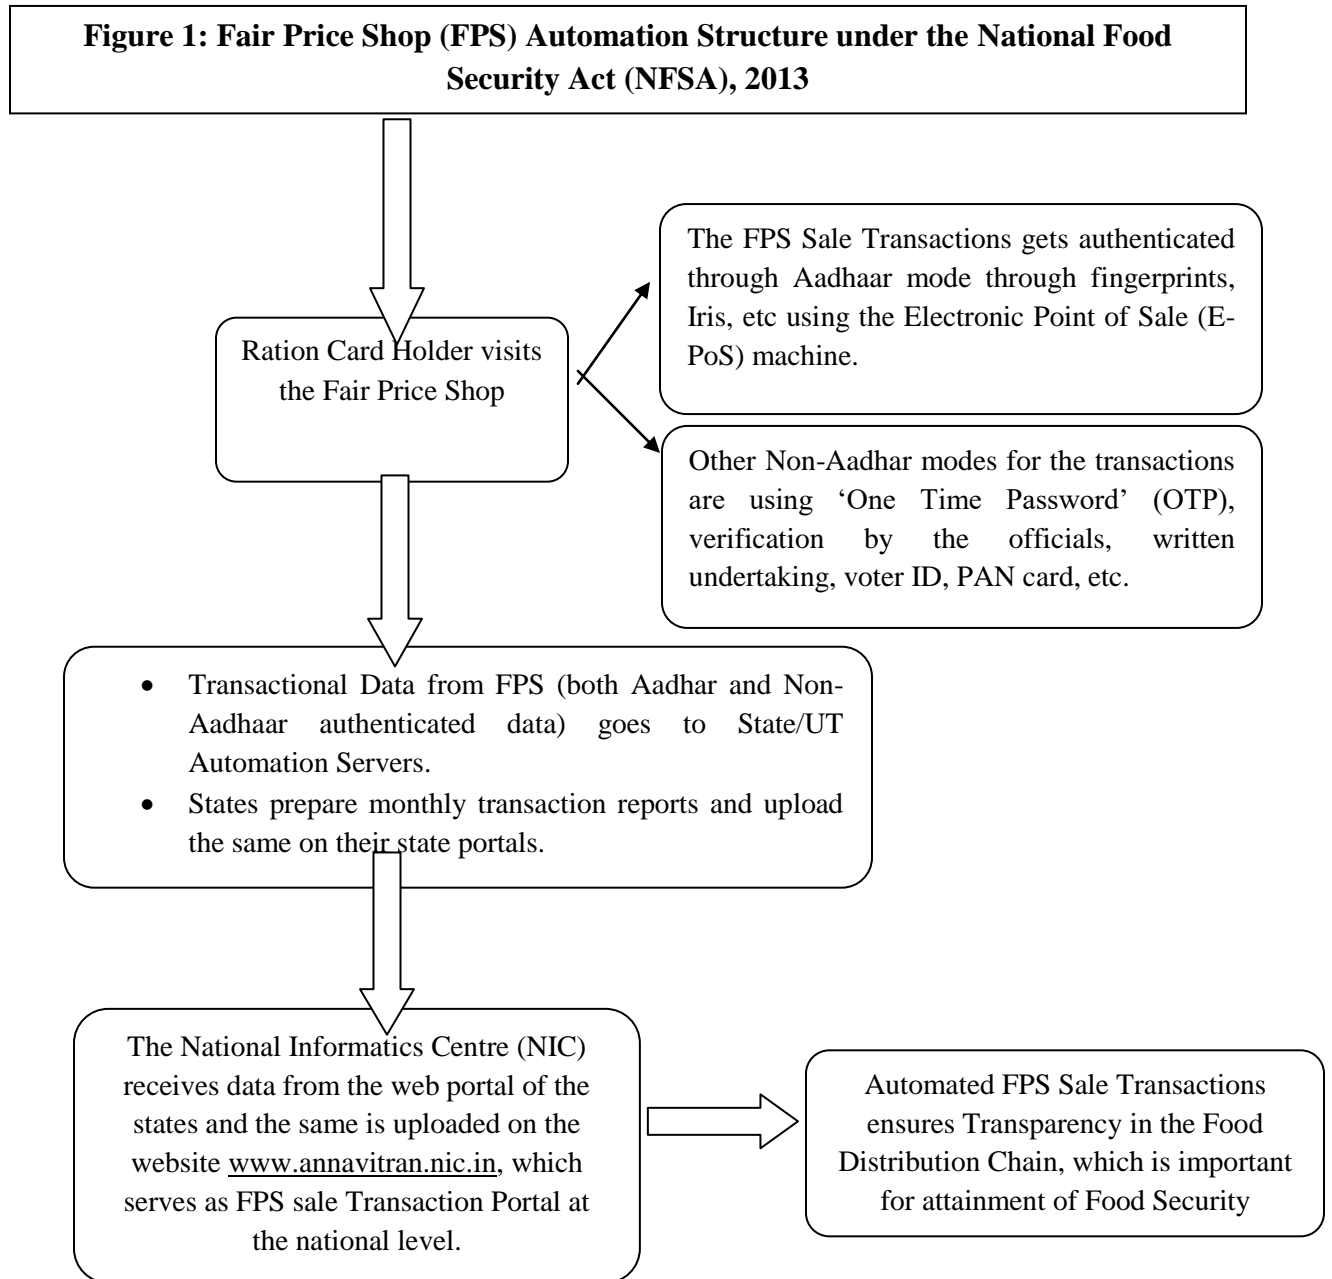 Figure 1: Fair Price Shop (FPS) Automation Structure under the National Food
Security Act (NFSA), 2013
The FPS Sale Transactions gets authenticated
through Aadhaar mode through fingerprints,
Iris, etc using the Electronic Point of Sale (E-
PoS) machine.
Ration Card Holder visits
the Fair Price Shop
Other Non-Aadhar modes for the transactions
are using ‘One Time Password’ (OTP),
verification by the officials, written
undertaking, voter ID, PAN card, etc.
• Transactional Data from FPS (both Aadhar and Non-
Aadhaar authenticated data) goes to State/UT
Automation Servers.
• States prepare monthly transaction reports and upload
the same on their state portals.
The National Informatics Centre (NIC)
receives data from the web portal of the
states and the same is uploaded on the
website www.annavitran.nic.in, which
serves as FPS sale Transaction Portal at
the national level.
Automated FPS Sale Transactions
ensures Transparency in the Food
Distribution Chain, which is important
for attainment of Food Security